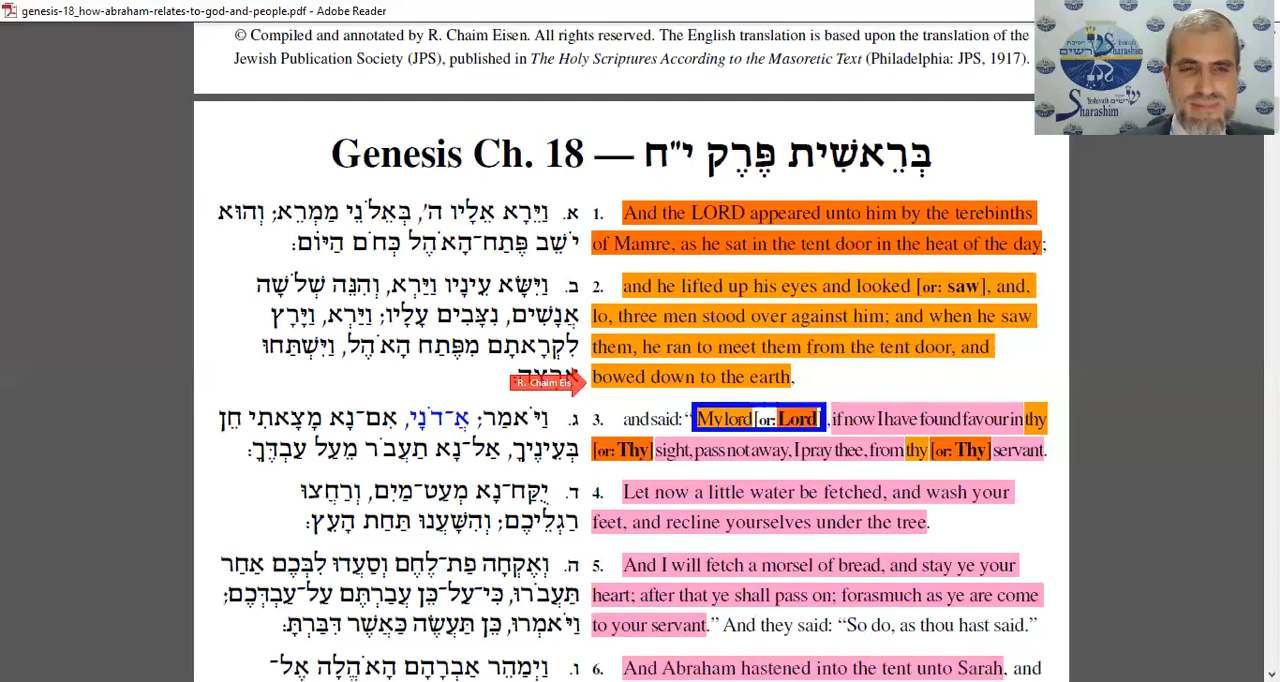 genesis-18_how-abraham-relates-to-god-and-people.pdf - Adobe Reader
© Compiled and annotated by R. Chaim Eisen. All rights reserved. The English translation is based upon the translation of the
Jewish Publication Society (JPS), published in The Holy Scriptures According to the Masoretic Text (Philadelphia: JPS, 1917).
ישיבת
שרשים
Yeshivath
Sharashim
Genesis Ch. 18 — בְּרֵאשִׁית פֶּרֶק י"ח
א. וַיֵּרָא אֵלָיו ה', בְּאֵלֹנֵי מַמְרֵא; וְהוּא
יֹשֵׁב פֶּתַח־הָאֹהֶל כְּחֹם הַיּוֹם:
1. And the LORD appeared unto him by the terebinths
of Mamre, as he sat in the tent door in the heat of the day;
ב. וַיִּשָּׂא עֵינָיו וַיַּרְא, וְהִנֵּה שְׁלֹשָׁה
אֲנָשִׁים, נִצָּבִים עָלָיו; וַיַּרְא, וַיָּרָץ
לִקְרָאתָם מִפֶּתַח הָאֹהֶל, וַיִּשְׁתַּחוּ
2. and he lifted up his eyes and looked [or: saw], and,
lo, three men stood over against him; and when he saw
them, he ran to meet them from the tent door, and
bowed down to the earth,
R. Chaim Eis
ג. וַיֹּאמַר; אֲ־דֹנָי, אִם־נָא מָצָאתִי חֵן
בְּעֵינֶיךָ, אַל־נָא תַעֲבֹר מֵעַל עַבְדֶּךָ:
3. and said: “My lord [or: Lord], if now I have found favour in thy
[or: Thy] sight, pass not away, I pray thee, from thy [or: Thy] servant.
ד. יֻקַּח־נָא מְעַט־מַיִם, וְרַחֲצוּ
רַגְלֵיכֶם; וְהִשָּׁעֲנוּ תַּחַת הָעֵץ:
4. Let now a little water be fetched, and wash your
feet, and recline yourselves under the tree.
ה. וְאֶקְחָה פַת־לֶחֶם וְסַעֲדוּ לִבְּכֶם אַחַר
תַּעֲבֹרוּ, כִּי־עַל־כֵּן עֲבַרְתֶּם עַל־עַבְדְּכֶם;
וַיֹּאמְרוּ, כֵּן תַּעֲשֶׂה כַּאֲשֶׁר דִּבַּרְתָּ:
5. And I will fetch a morsel of bread, and stay ye your
heart; after that ye shall pass on; forasmuch as ye are come
to your servant.” And they said: “So do, as thou hast said.”
ו. וַיְמַהֵר אַבְרָהָם הָאֹהֱלָה אֶל־
6. And Abraham hastened into the tent unto Sarah, and